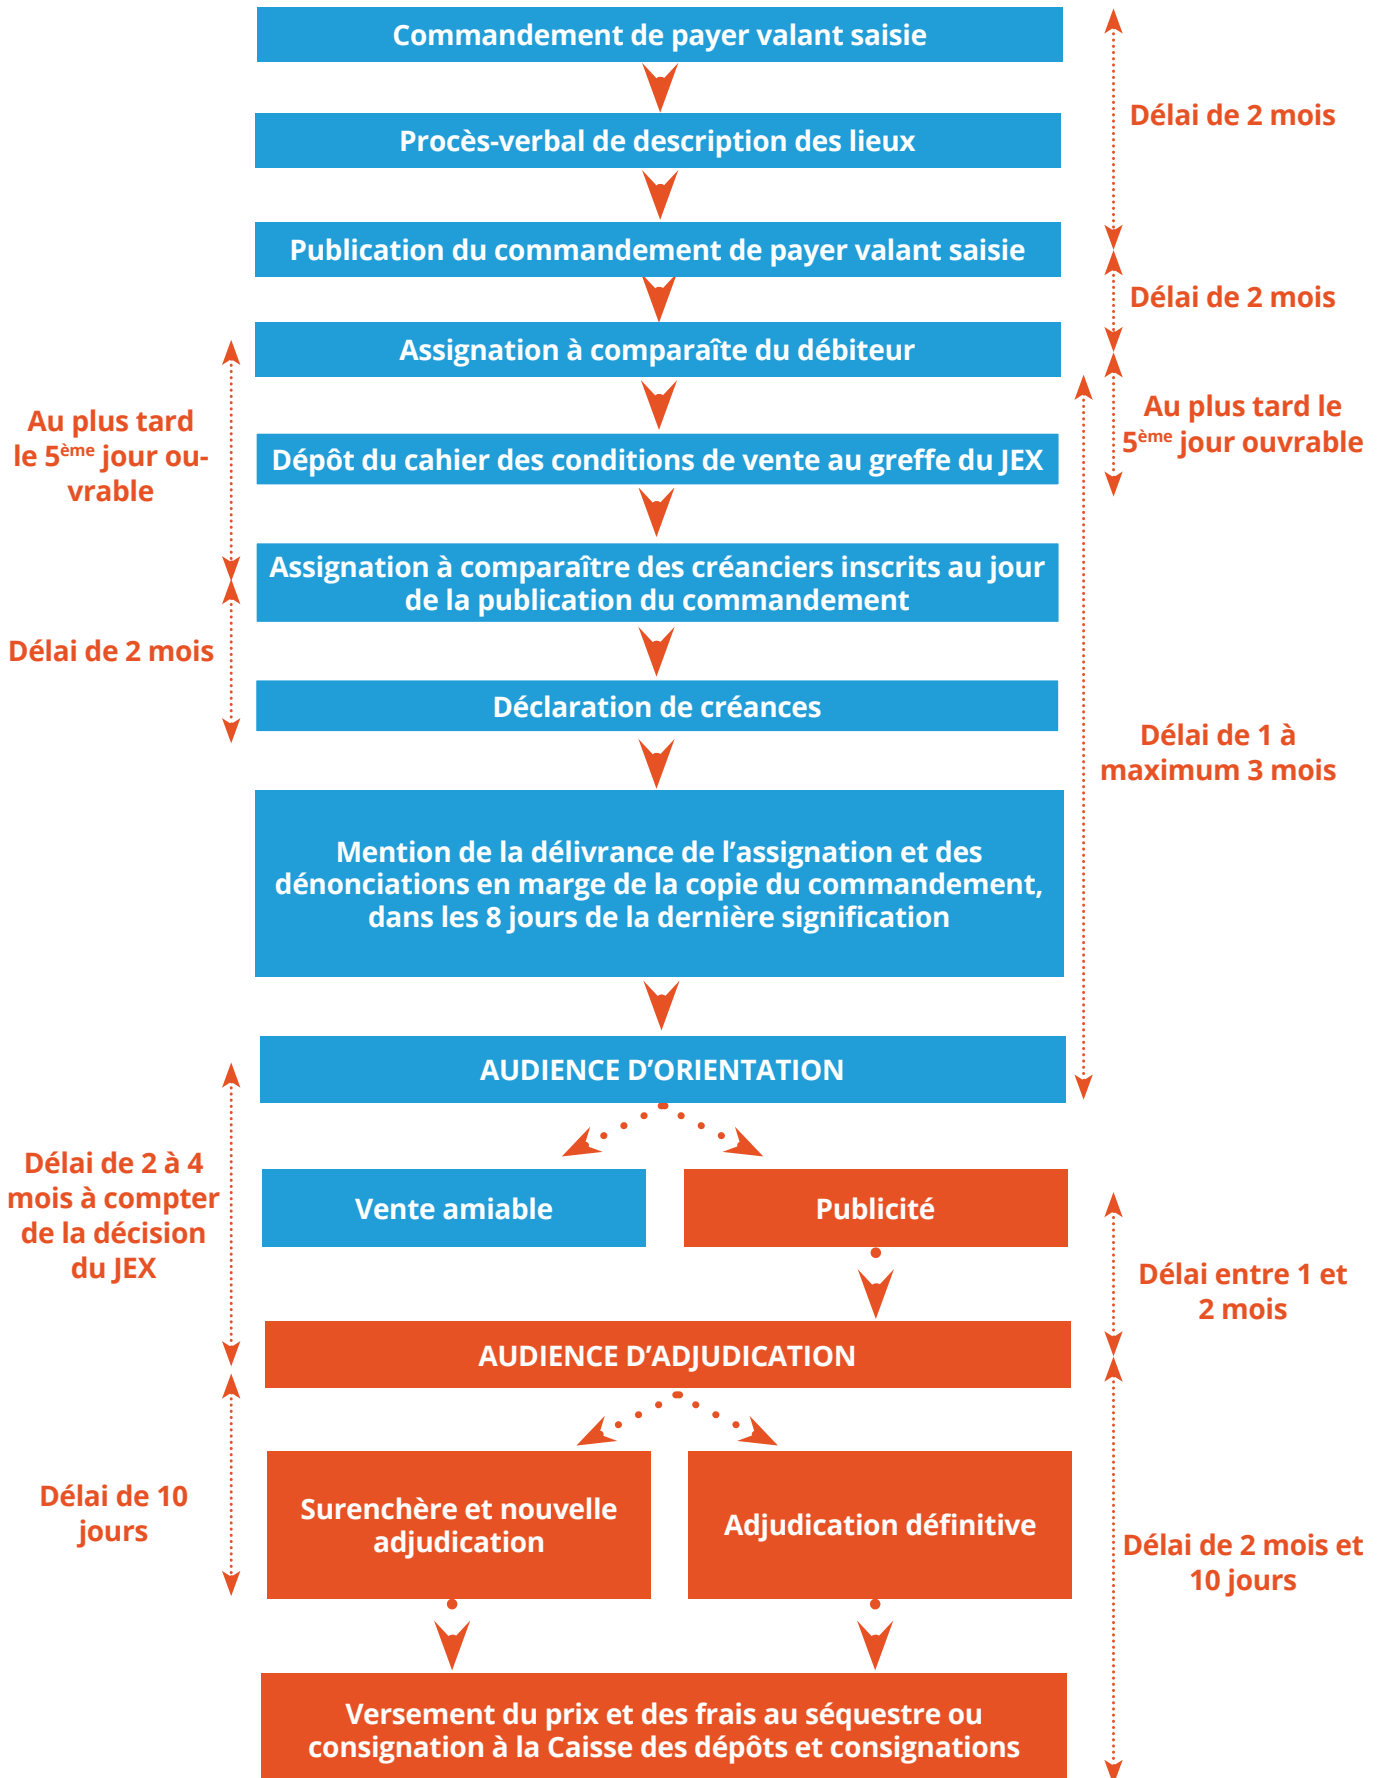 Commandement de payer valant saisie
Délai de 2 mois
Procès-verbal de description des lieux
Publication du commandement de payer valant saisie
Délai de 2 mois
Assignation à comparaîte du débiteur
Au plus tard
le 5ème jour ou-
vrable
Au plus tard le
5ème jour ouvrable
Dépôt du cahier des conditions de vente au greffe du JEX
Assignation à comparaître des créanciers inscrits au jour
de la publication du commandement
Délai de 2 mois
Déclaration de créances
Délai de 1 à
maximum 3 mois
Mention de la délivrance de l’assignation et des
dénonciations en marge de la copie du commandement,
dans les 8 jours de la dernière signification
AUDIENCE D’ORIENTATION
Délai de 2 à 4
mois à compter
de la décision
du JEX
Vente amiable
Publicité
Délai entre 1 et
2 mois
AUDIENCE D’ADJUDICATION
Délai de 10
jours
Surenchère et nouvelle
adjudication
Adjudication définitive
Délai de 2 mois et
10 jours
Versement du prix et des frais au séquestre ou
consignation à la Caisse des dépôts et consignations